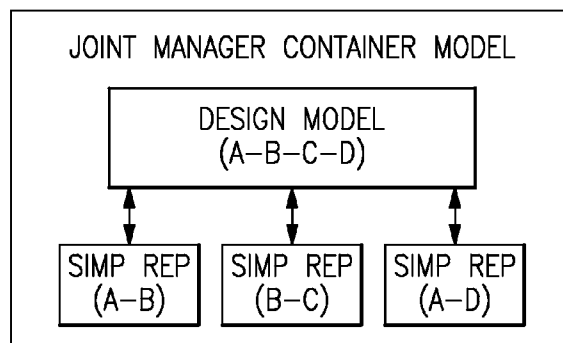 JOINT MANAGER CONTAINER MODEL
DESIGN MODEL
(A-B-C-D)
SIMP REP
(A-B)
SIMP REP
(B-C)
SIMP REP
(A-D)